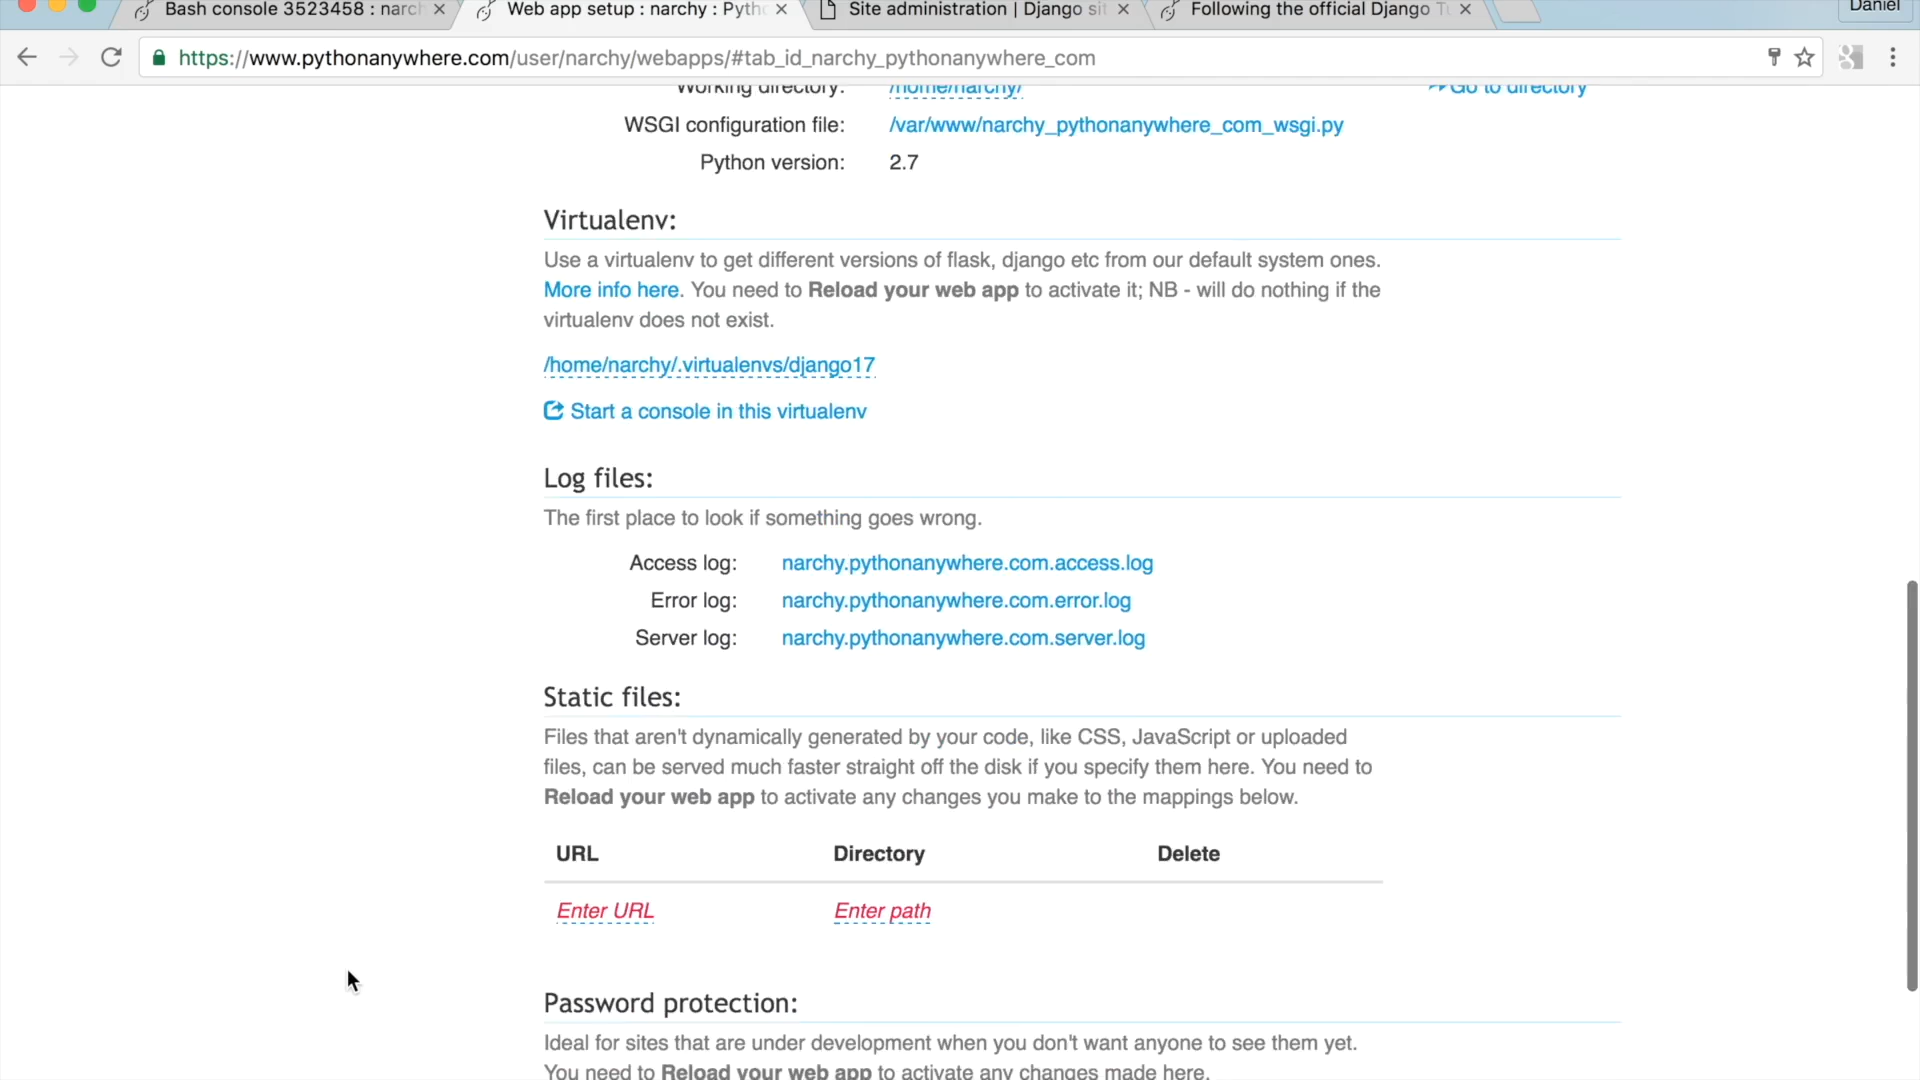 Bash console 3523458 : narch
Web app setup : narchy : Pyth
Site administration | Django sit
Following the official Django Tu
Daniel
https://www.pythonanywhere.com/user/narchy/webapps/#tab_id_narchy_pythonanywhere_com
Working directory: /home/narchy/ Go to directory
WSGI configuration file: /var/www/narchy_pythonanywhere_com_wsgi.py
Python version: 2.7
Virtualenv:
Use a virtualenv to get different versions of flask, django etc from our default system ones.
More info here. You need to Reload your web app to activate it; NB - will do nothing if the
virtualenv does not exist.
/home/narchy/.virtualenvs/django17
Start a console in this virtualenv
Log files:
The first place to look if something goes wrong.
Access log: narchy.pythonanywhere.com.access.log
Error log: narchy.pythonanywhere.com.error.log
Server log: narchy.pythonanywhere.com.server.log
Static files:
Files that aren't dynamically generated by your code, like CSS, JavaScript or uploaded
files, can be served much faster straight off the disk if you specify them here. You need to
Reload your web app to activate any changes you make to the mappings below.
URL Directory Delete
Enter URL Enter path
Password protection:
Ideal for sites that are under development when you don't want anyone to see them yet.
You need to Reload your web app to activate any changes made here.